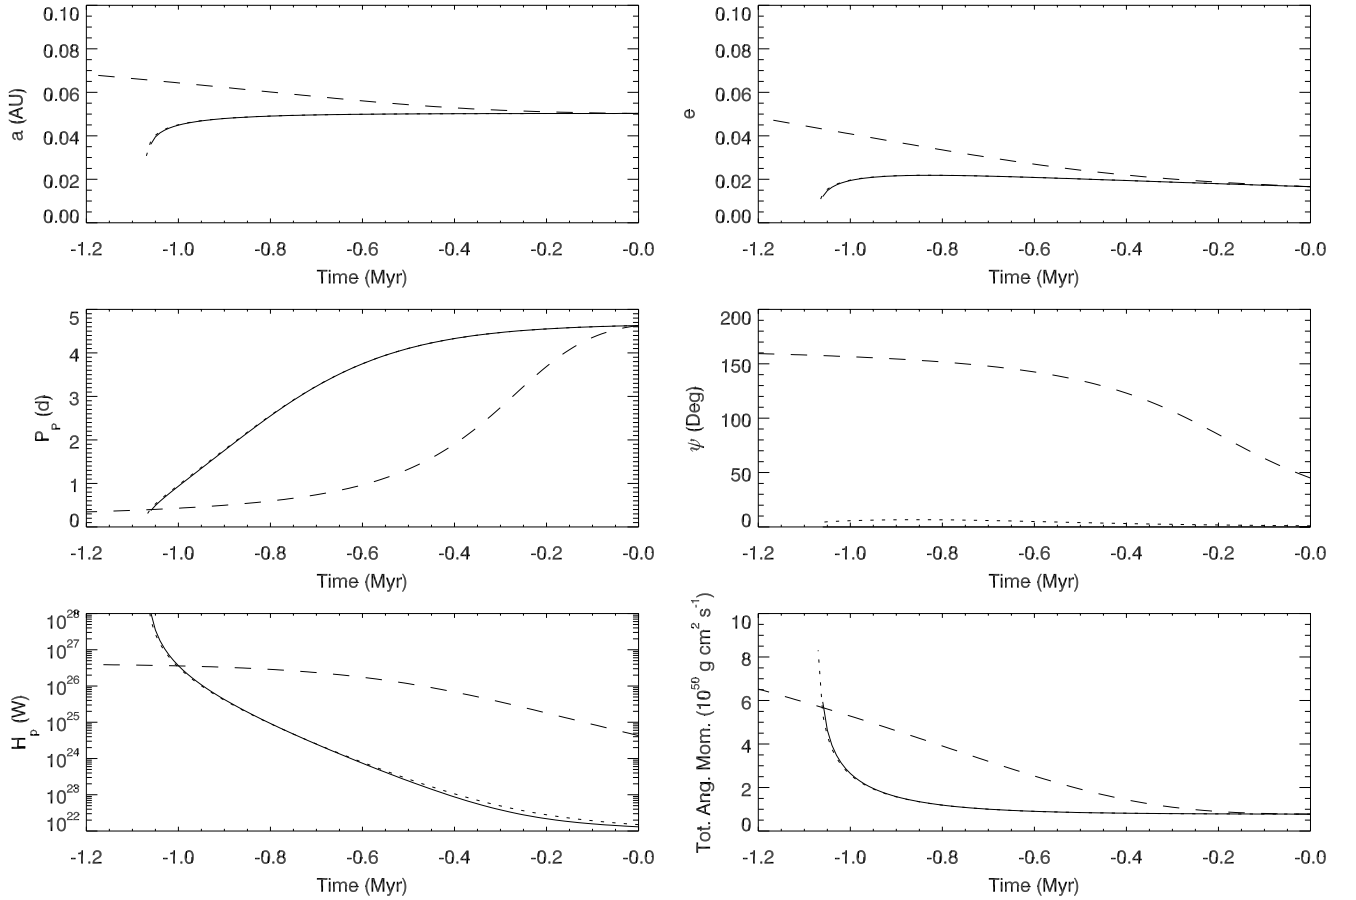 0.10 0.08 0.06 0.04 0.02 0.00
a (AU)
-1.2 -1.0 -0.8 -0.6 -0.4 -0.2 -0.0
Time (Myr)
0.10 0.08 0.06 0.04 0.02 0.00
e
-1.2 -1.0 -0.8 -0.6 -0.4 -0.2 -0.0
Time (Myr)
5 4 3 2 1 0
P_P (d)
-1.2 -1.0 -0.8 -0.6 -0.4 -0.2 -0.0
Time (Myr)
200 150 100 50 0
ψ (Deg)
-1.2 -1.0 -0.8 -0.6 -0.4 -0.2 -0.0
Time (Myr)
10^28 10^27 10^26 10^25 10^24 10^23 10^22
H_p (W)
-1.2 -1.0 -0.8 -0.6 -0.4 -0.2 -0.0
Time (Myr)
10 8 6 4 2 0
Tot. Ang. Mom. (10^50 g cm^2 s^-1)
-1.2 -1.0 -0.8 -0.6 -0.4 -0.2 -0.0
Time (Myr)